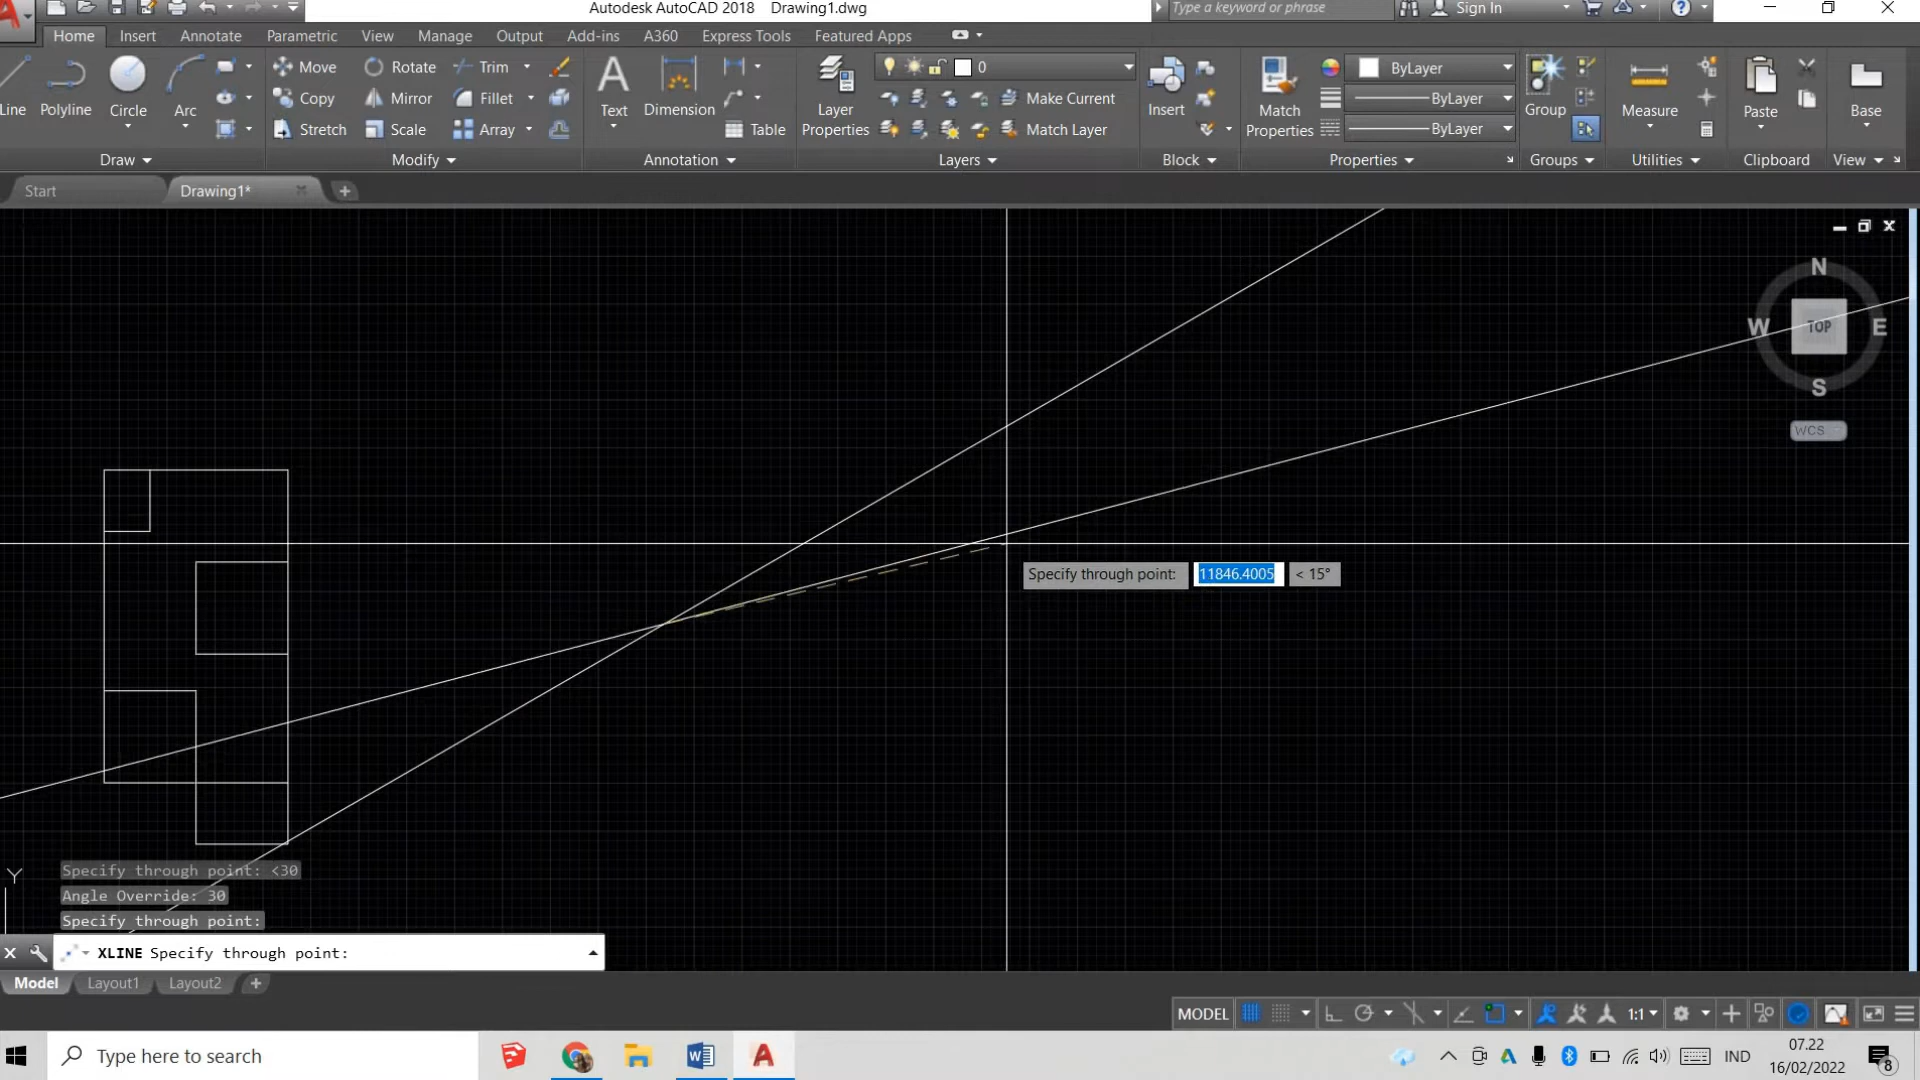 Autodesk AutoCAD 2018 Drawing1.dwg
Type a keyword or phrase
Sign In
Home Insert Annotate Parametric View Manage Output Add-ins A360 Express Tools Featured Apps
Line
Polyline
Circle
Arc
Move
Rotate
Trim
Copy
Mirror
Fillet
Stretch
Scale
Array
Text
Dimension
Table
Layer
Properties
0
Make Current
Match Layer
Insert
Match
Properties
ByLayer
ByLayer
ByLayer
Group
Measure
Paste
Base
Draw
Modify
Annotation
Layers
Block
Properties
Groups
Utilities
Clipboard
View
Start
Drawing1*
N
W
TOP
E
S
WCS
Specify through point: 11846.4005 < 15°
Y
Specify through point: <30
Angle Override: 30
Specify through point:
XLINE Specify through point:
Model Layout1 Layout2
MODEL
1:1
Type here to search
IND
07.22
16/02/2022
8